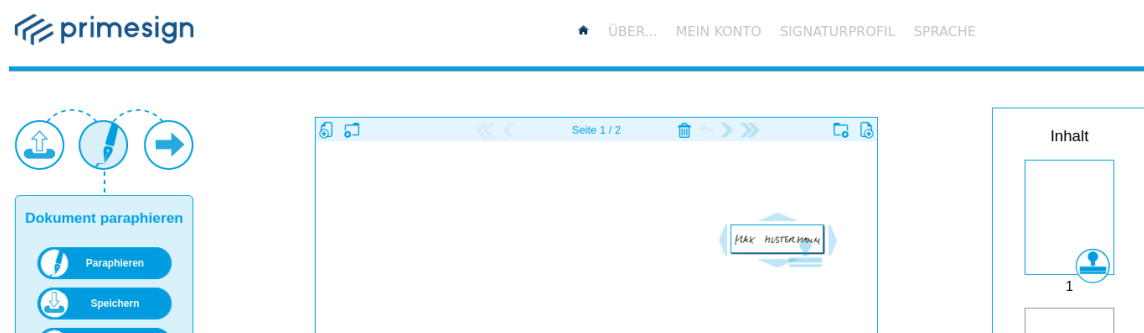 primesign
ÜBER... MEIN KONTO SIGNATURPROFIL SPRACHE
Seite 1 / 2
Inhalt
Dokument paraphieren
MAX MUSTERMANN
Paraphieren
1
Speichern